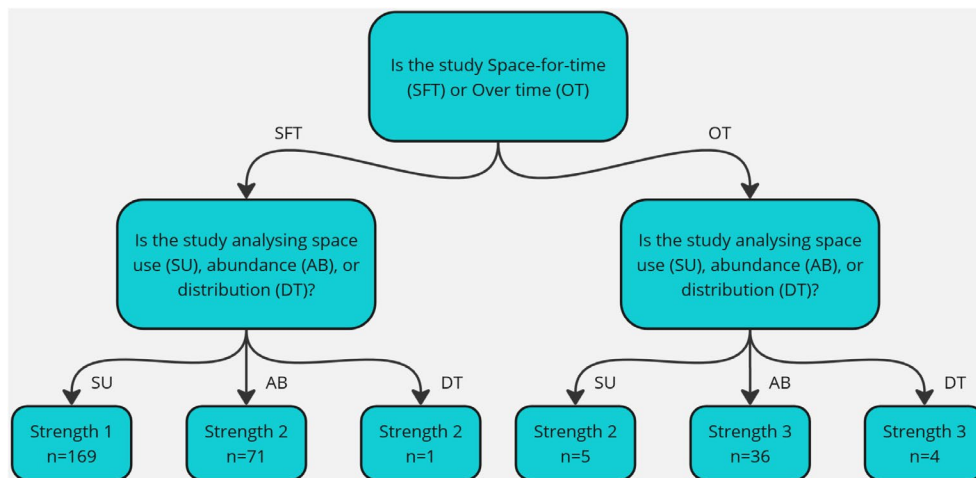 Is the study Space-for-time
(SFT) or Over time (OT)
SFT
OT
Is the study analysing space
use (SU), abundance (AB), or
distribution (DT)?
Is the study analysing space
use (SU), abundance (AB), or
distribution (DT)?
SU
AB
DT
SU
AB
DT
Strength 1
n=169
Strength 2
n=71
Strength 2
n=1
Strength 2
n=5
Strength 3
n=36
Strength 3
n=4